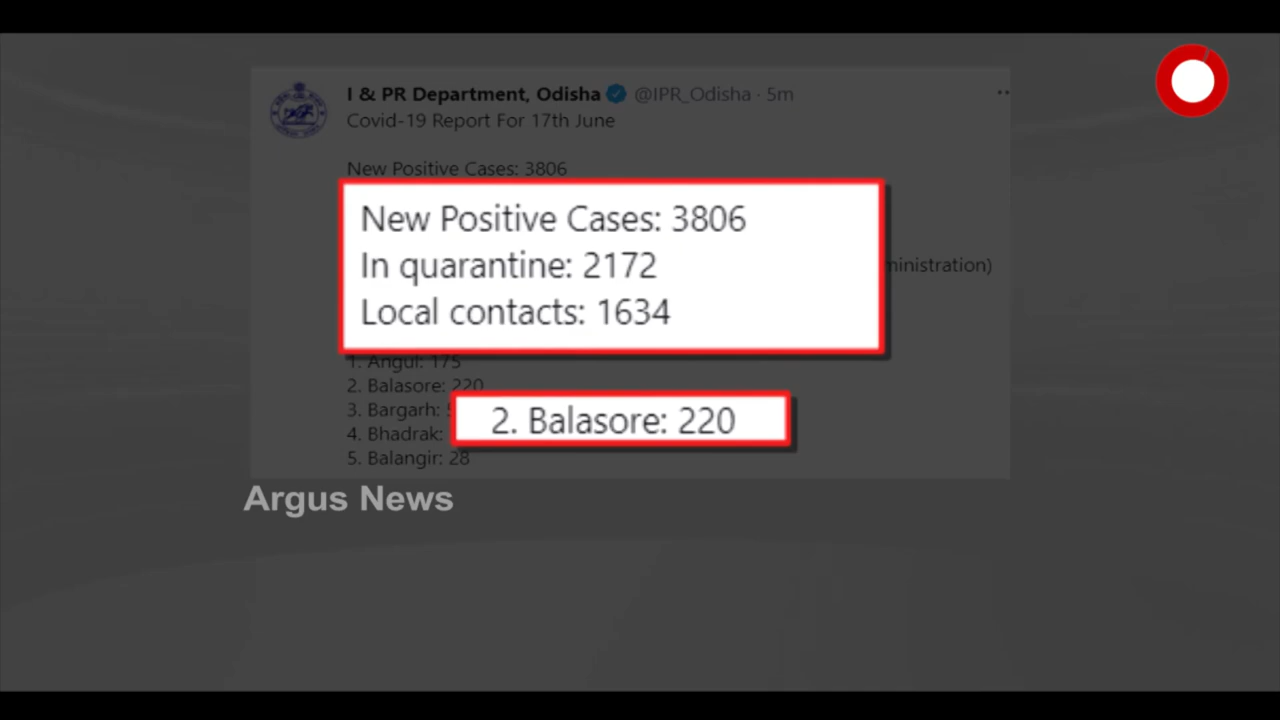 I & PR Department, Odisha @IPR_Odisha · 5m
Covid-19 Report For 17th June
New Positive Cases: 3806
New Positive Cases: 3806
In quarantine: 2172
ministration)
Local contacts: 1634
1. Angul: 175
2. Balasore: 220
3. Bargarh:
2. Balasore: 220
4. Bhadrak:
5. Balangir: 28
Argus News